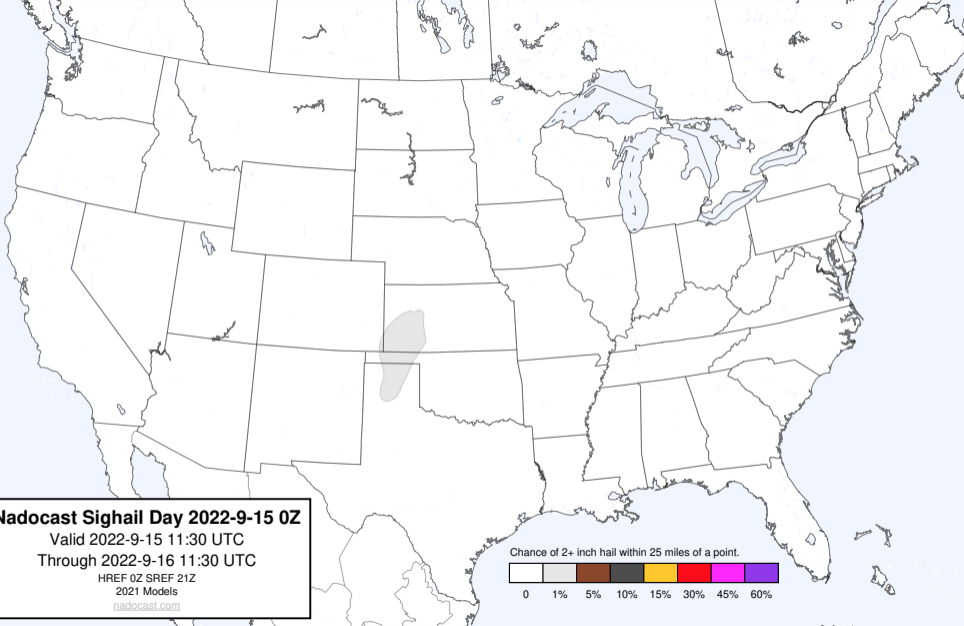 Nadocast Sighail Day 2022-9-15 0Z
Valid 2022-9-15 11:30 UTC
Through 2022-9-16 11:30 UTC
HREF 0Z SREF 21Z
2021 Models
nadocast.com
Chance of 2+ inch hail within 25 miles of a point.
0 1% 5% 10% 15% 30% 45% 60%